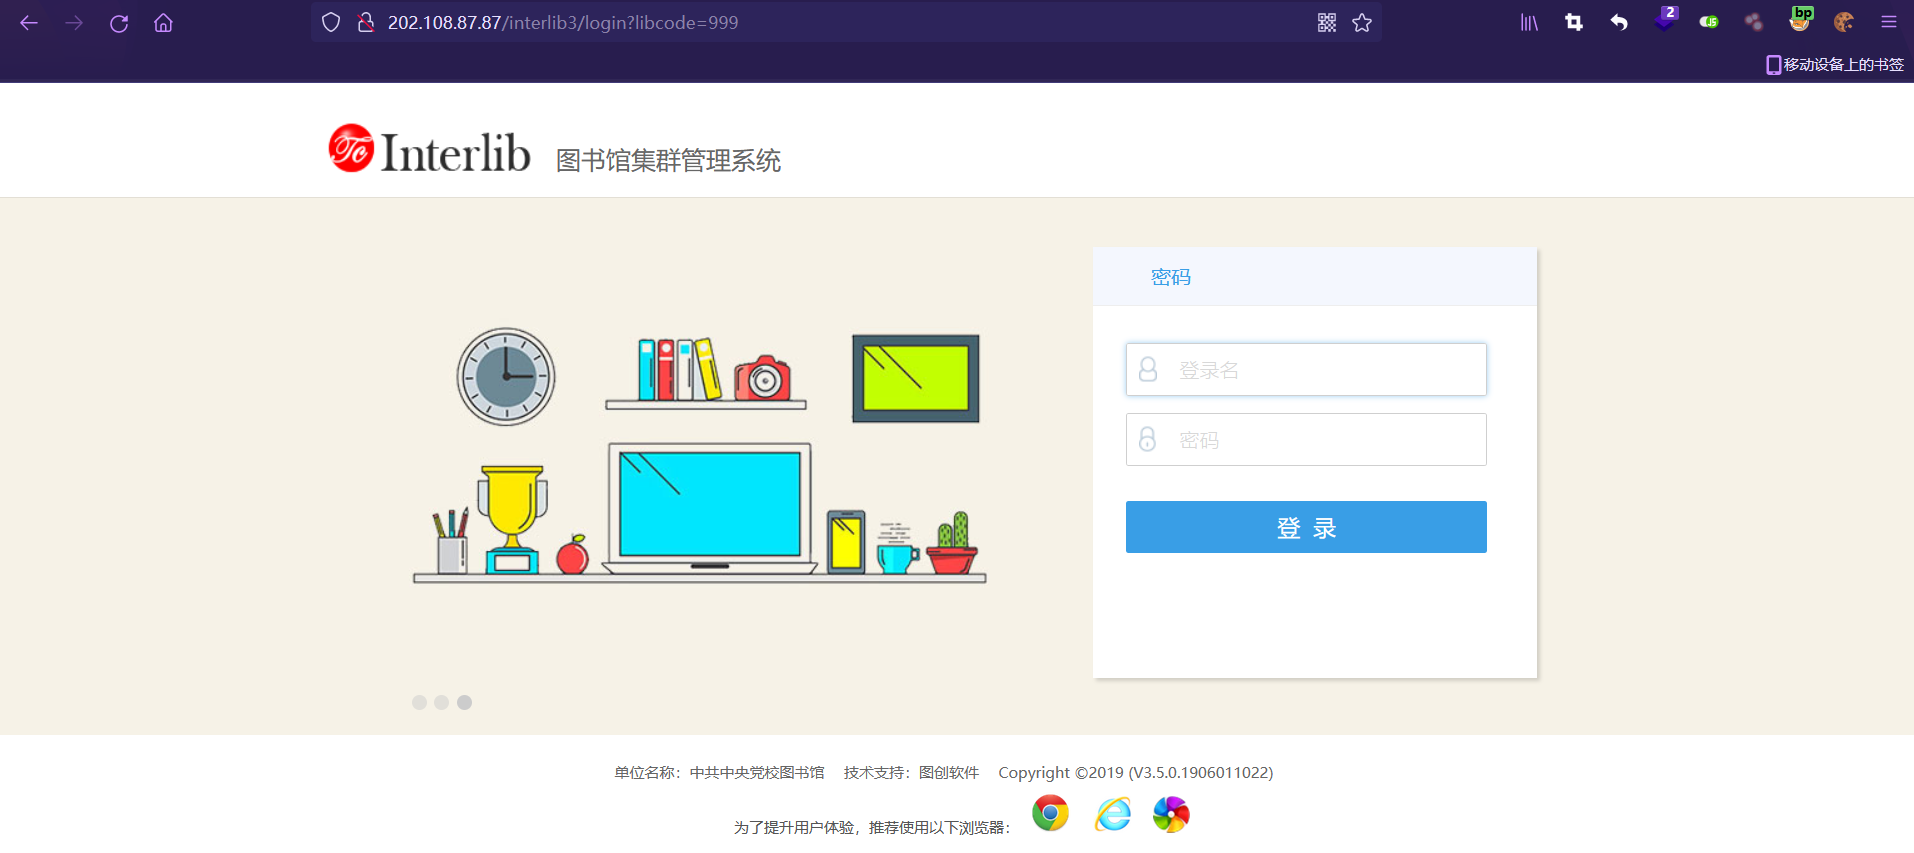 202.108.87.87/interlib3/login?libcode=999
2
JS
bp
移动设备上的书签
Tc Interlib 图书馆集群管理系统
密码
登录名
密码
登 录
单位名称：中共中央党校图书馆 技术支持：图创软件 Copyright ©2019 (V3.5.0.1906011022)
为了提升用户体验，推荐使用以下浏览器：